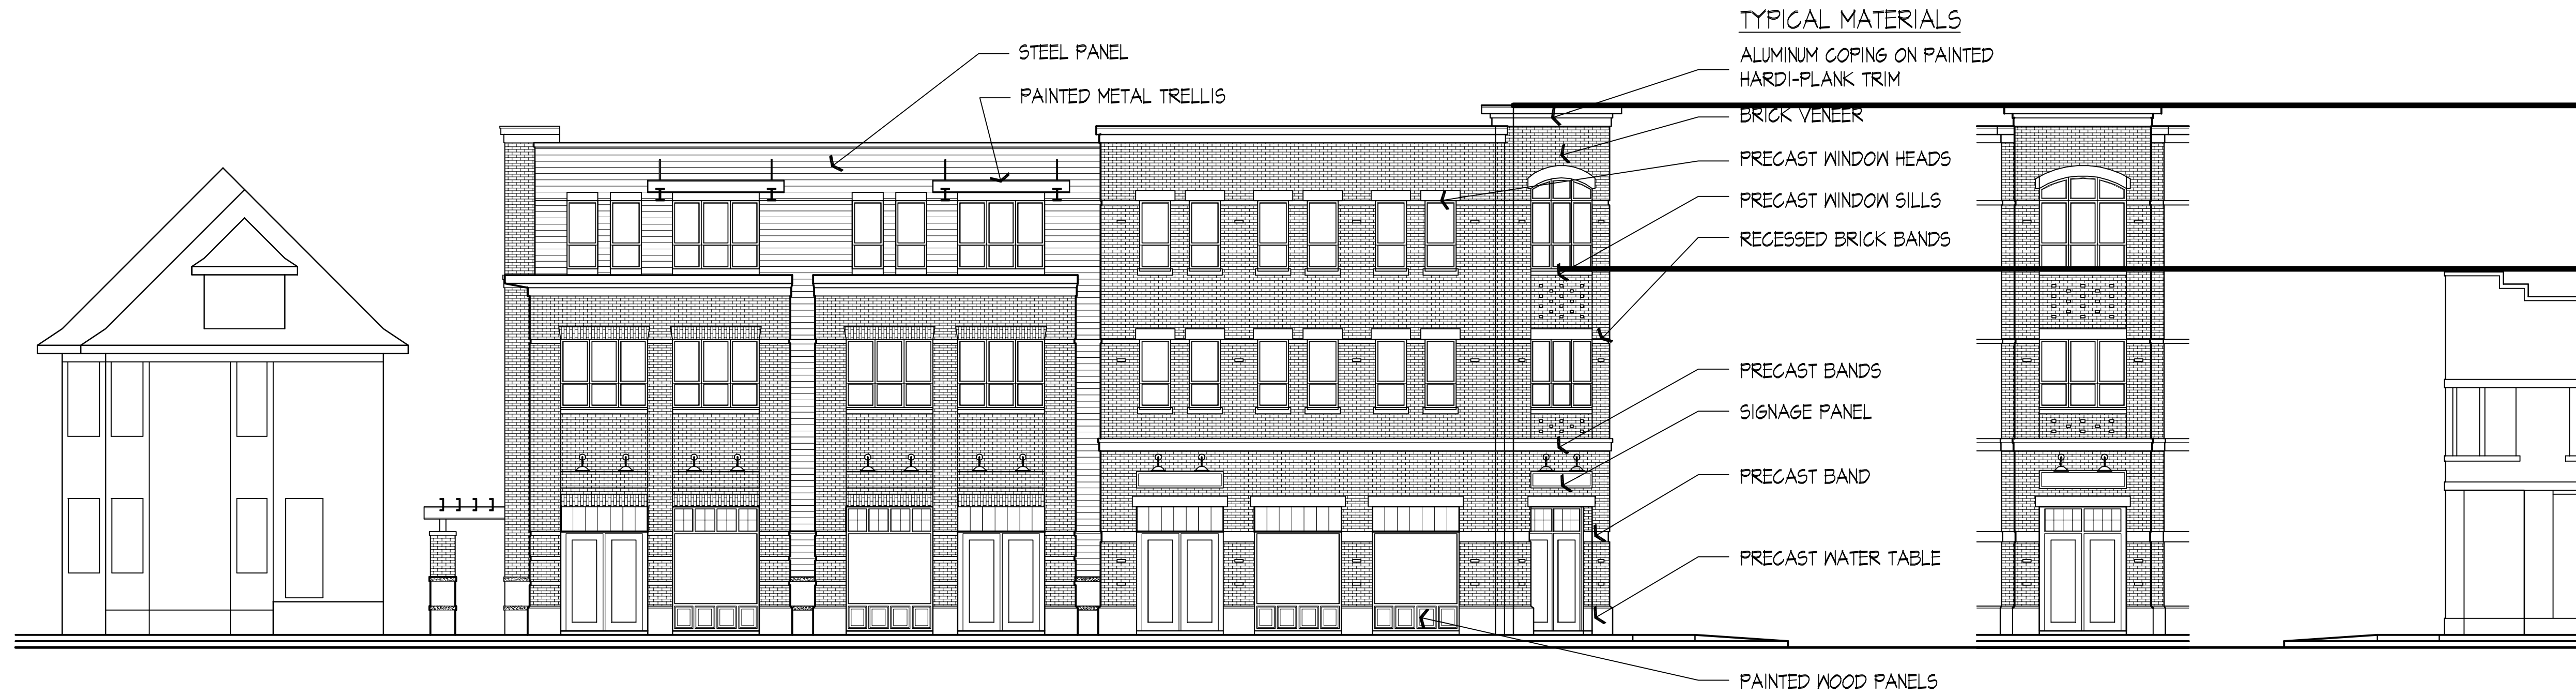 TYPICAL MATERIALS
ALUMINUM COPING ON PAINTED
HARDI-PLANK TRIM
STEEL PANEL
PAINTED METAL TRELLIS
BRICK VENEER
PRECAST WINDOW HEADS
PRECAST WINDOW SILLS
RECESSED BRICK BANDS
PRECAST BANDS
SIGNAGE PANEL
PRECAST BAND
PRECAST WATER TABLE
PAINTED WOOD PANELS